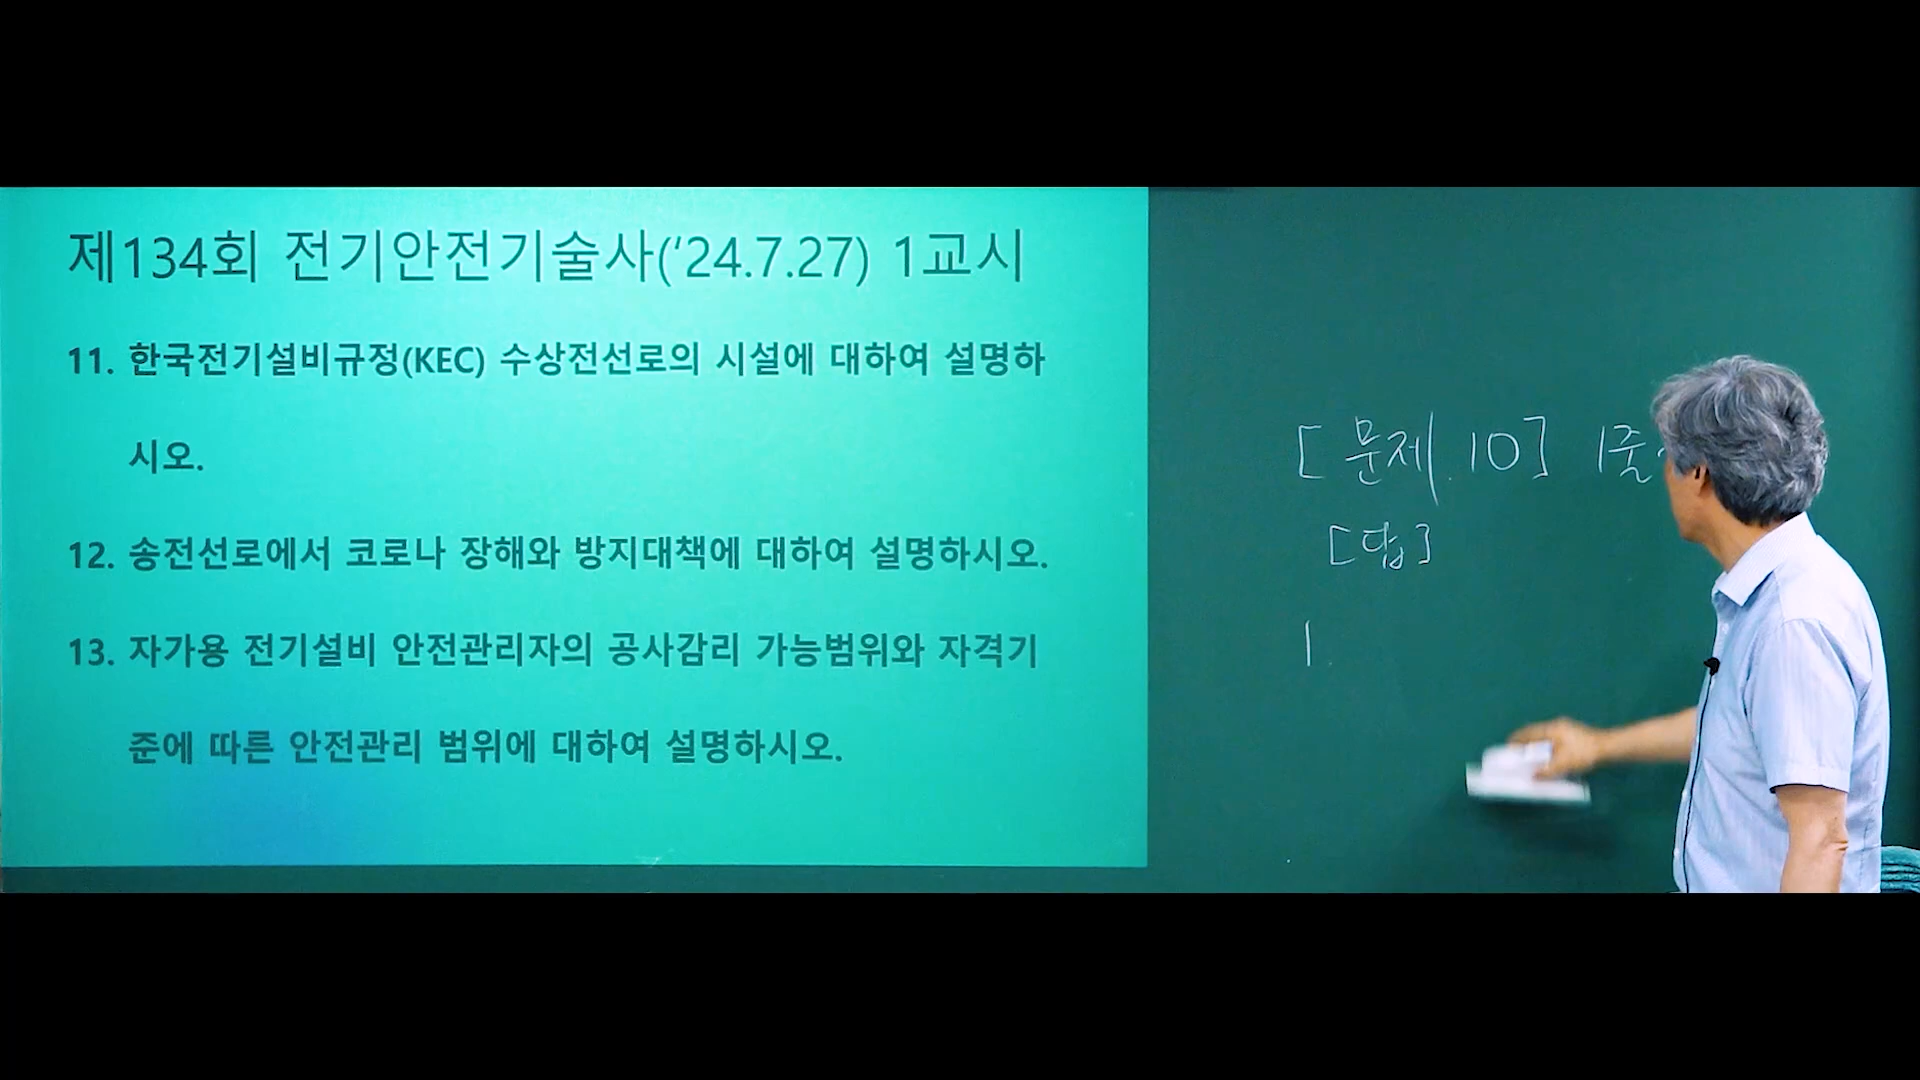 제134회 전기안전기술사(‘24.7.27) 1교시
11. 한국전기설비규정(KEC) 수상전선로의 시설에 대하여 설명하
시오.
12. 송전선로에서 코로나 장해와 방지대책에 대하여 설명하시오.
13. 자가용 전기설비 안전관리자의 공사감리 가능범위와 자격기
준에 따른 안전관리 범위에 대하여 설명하시오.
[문제.10] 1줄
[답]
1